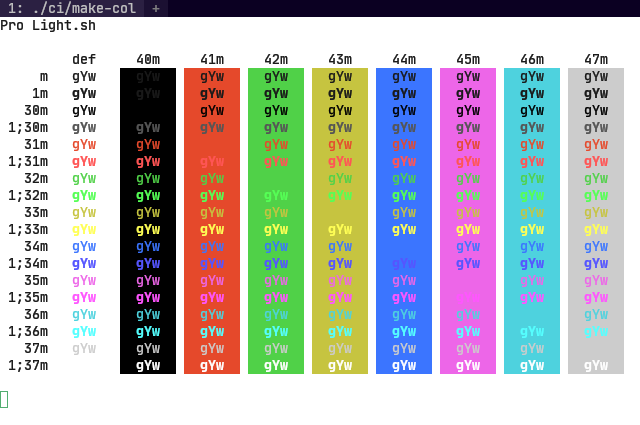 1: ./ci/make-col +
Pro Light.sh
def 40m 41m 42m 43m 44m 45m 46m 47m
m gYw gYw gYw gYw gYw gYw gYw gYw gYw
1m gYw gYw gYw gYw gYw gYw gYw gYw gYw
30m gYw gYw gYw gYw gYw gYw gYw gYw
1;30m gYw gYw gYw gYw gYw gYw gYw gYw gYw
31m gYw gYw gYw gYw gYw gYw gYw gYw
1;31m gYw gYw gYw gYw gYw gYw gYw gYw gYw
32m gYw gYw gYw gYw gYw gYw gYw gYw
1;32m gYw gYw gYw gYw gYw gYw gYw gYw gYw
33m gYw gYw gYw gYw gYw gYw gYw gYw
1;33m gYw gYw gYw gYw gYw gYw gYw gYw gYw
34m gYw gYw gYw gYw gYw gYw gYw gYw
1;34m gYw gYw gYw gYw gYw gYw gYw gYw gYw
35m gYw gYw gYw gYw gYw gYw gYw gYw
1;35m gYw gYw gYw gYw gYw gYw gYw gYw gYw
36m gYw gYw gYw gYw gYw gYw gYw gYw
1;36m gYw gYw gYw gYw gYw gYw gYw gYw gYw
37m gYw gYw gYw gYw gYw gYw gYw gYw
1;37m gYw gYw gYw gYw gYw gYw gYw gYw